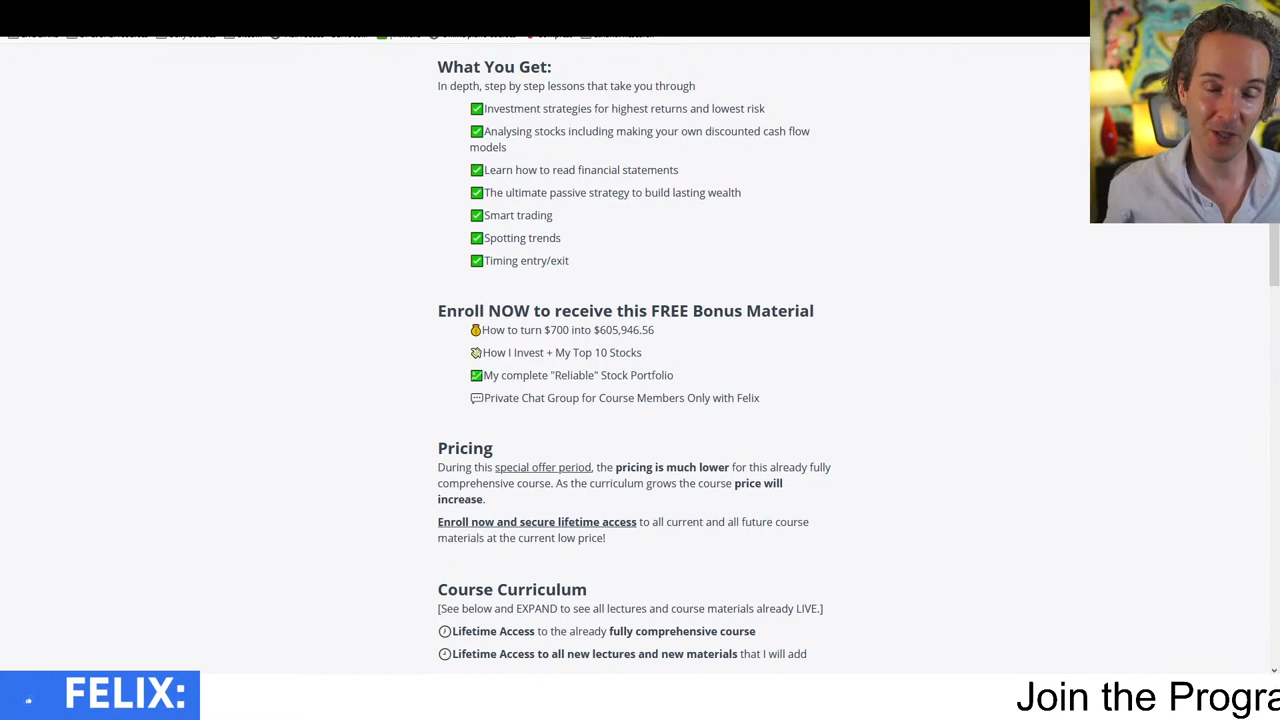 What You Get:
In depth, step by step lessons that take you through
✅Investment strategies for highest returns and lowest risk
✅Analysing stocks including making your own discounted cash flow
models
✅Learn how to read financial statements
✅The ultimate passive strategy to build lasting wealth
✅Smart trading
✅Spotting trends
✅Timing entry/exit
Enroll NOW to receive this FREE Bonus Material
💰How to turn $700 into $605,946.56
💸How I Invest + My Top 10 Stocks
💹My complete "Reliable" Stock Portfolio
💬Private Chat Group for Course Members Only with Felix
Pricing
During this special offer period, the pricing is much lower for this already fully
comprehensive course. As the curriculum grows the course price will
increase.
Enroll now and secure lifetime access to all current and all future course
materials at the current low price!
Course Curriculum
[See below and EXPAND to see all lectures and course materials already LIVE.]
Lifetime Access to the already fully comprehensive course
Lifetime Access to all new lectures and new materials that I will add
FELIX:
Join the Progra